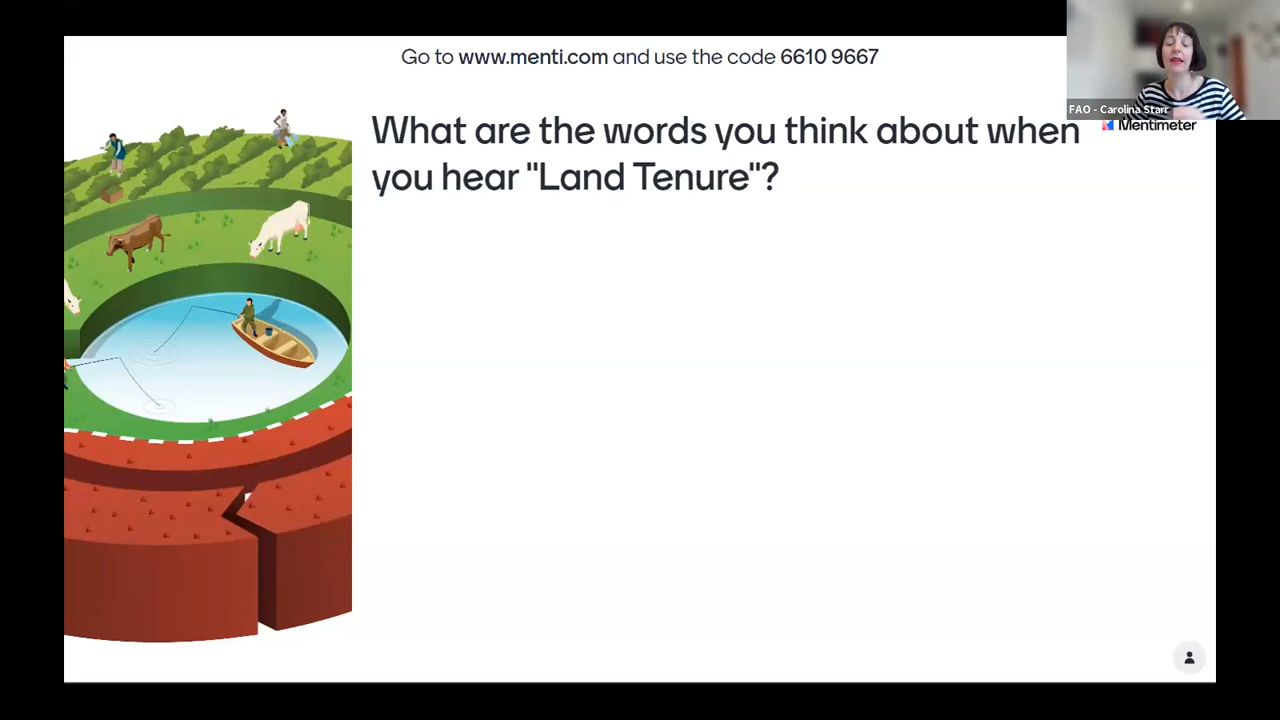 Go to www.menti.com and use the code 6610 9667
FAO - Carolina Starr
What are the words you think about when
you hear "Land Tenure"?
Mentimeter